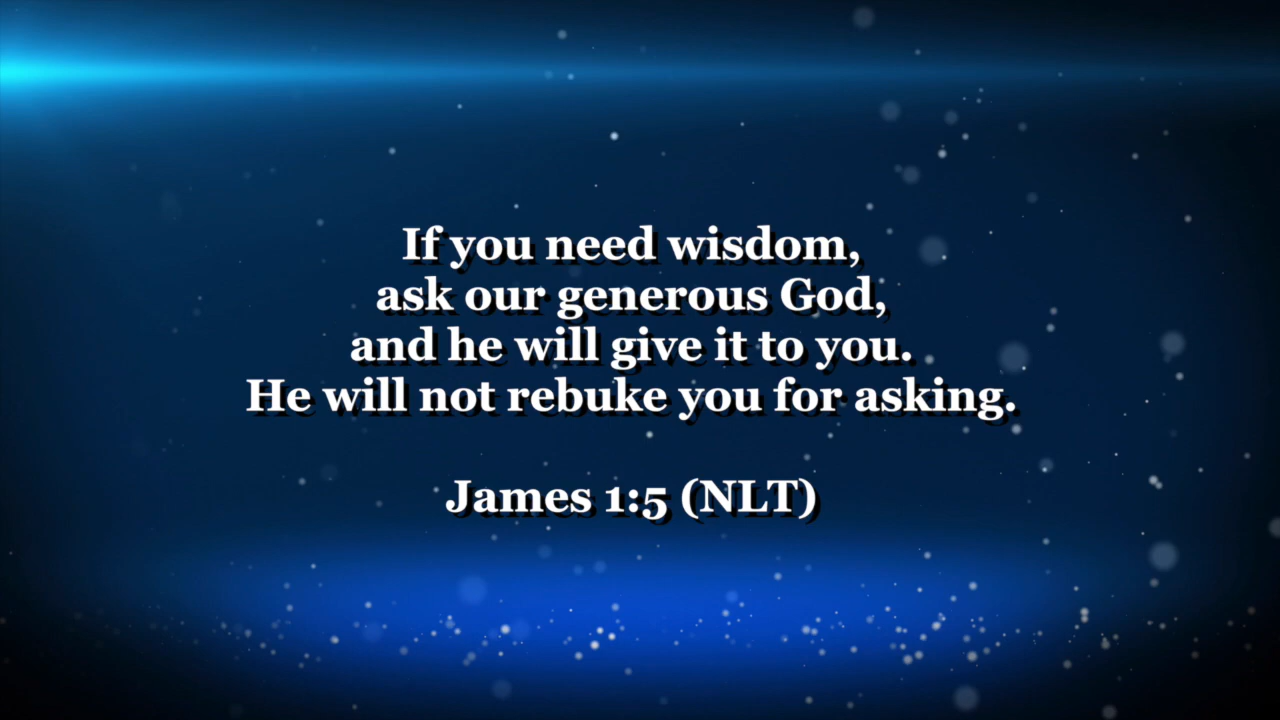 If you need wisdom,
ask our generous God,
and he will give it to you.
He will not rebuke you for asking.
James 1:5 (NLT)